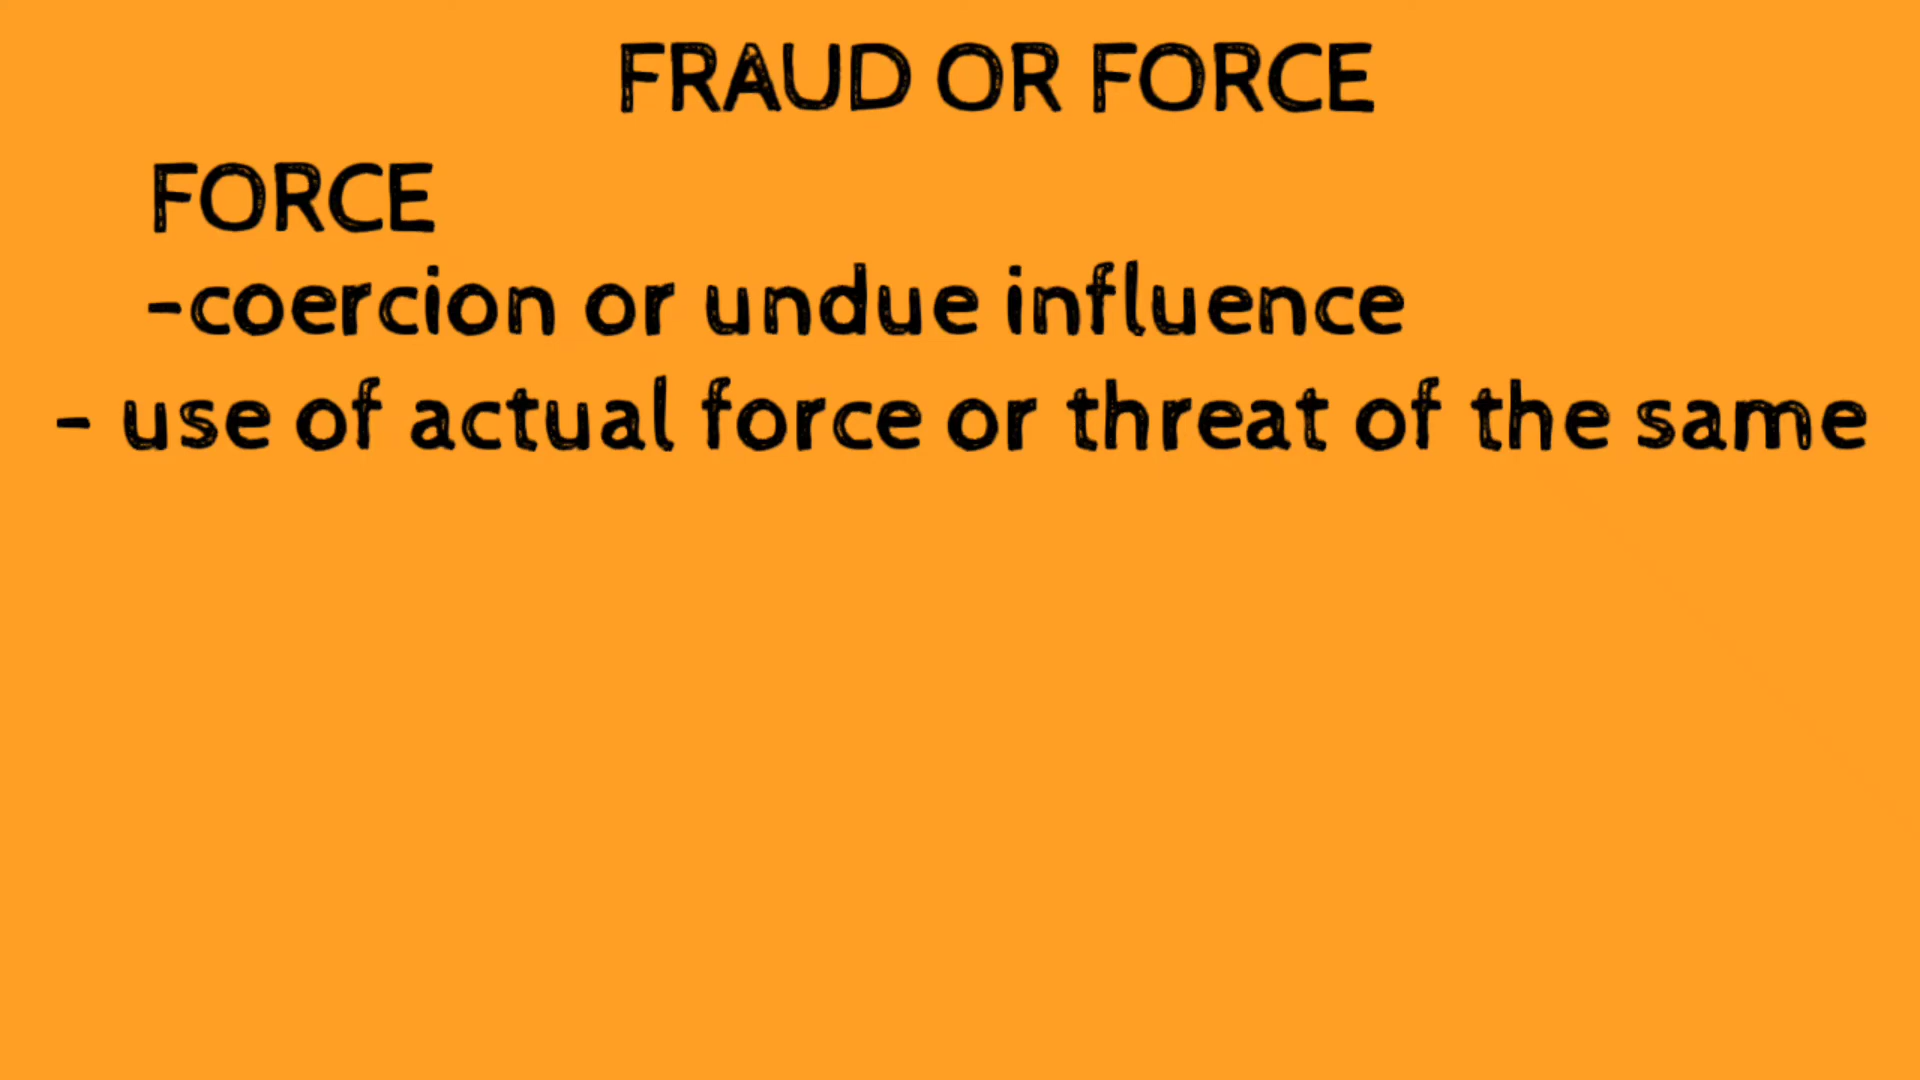 FRAUD OR FORCE
FORCE
-coercion or undue influence
- use of actual force or threat of the same